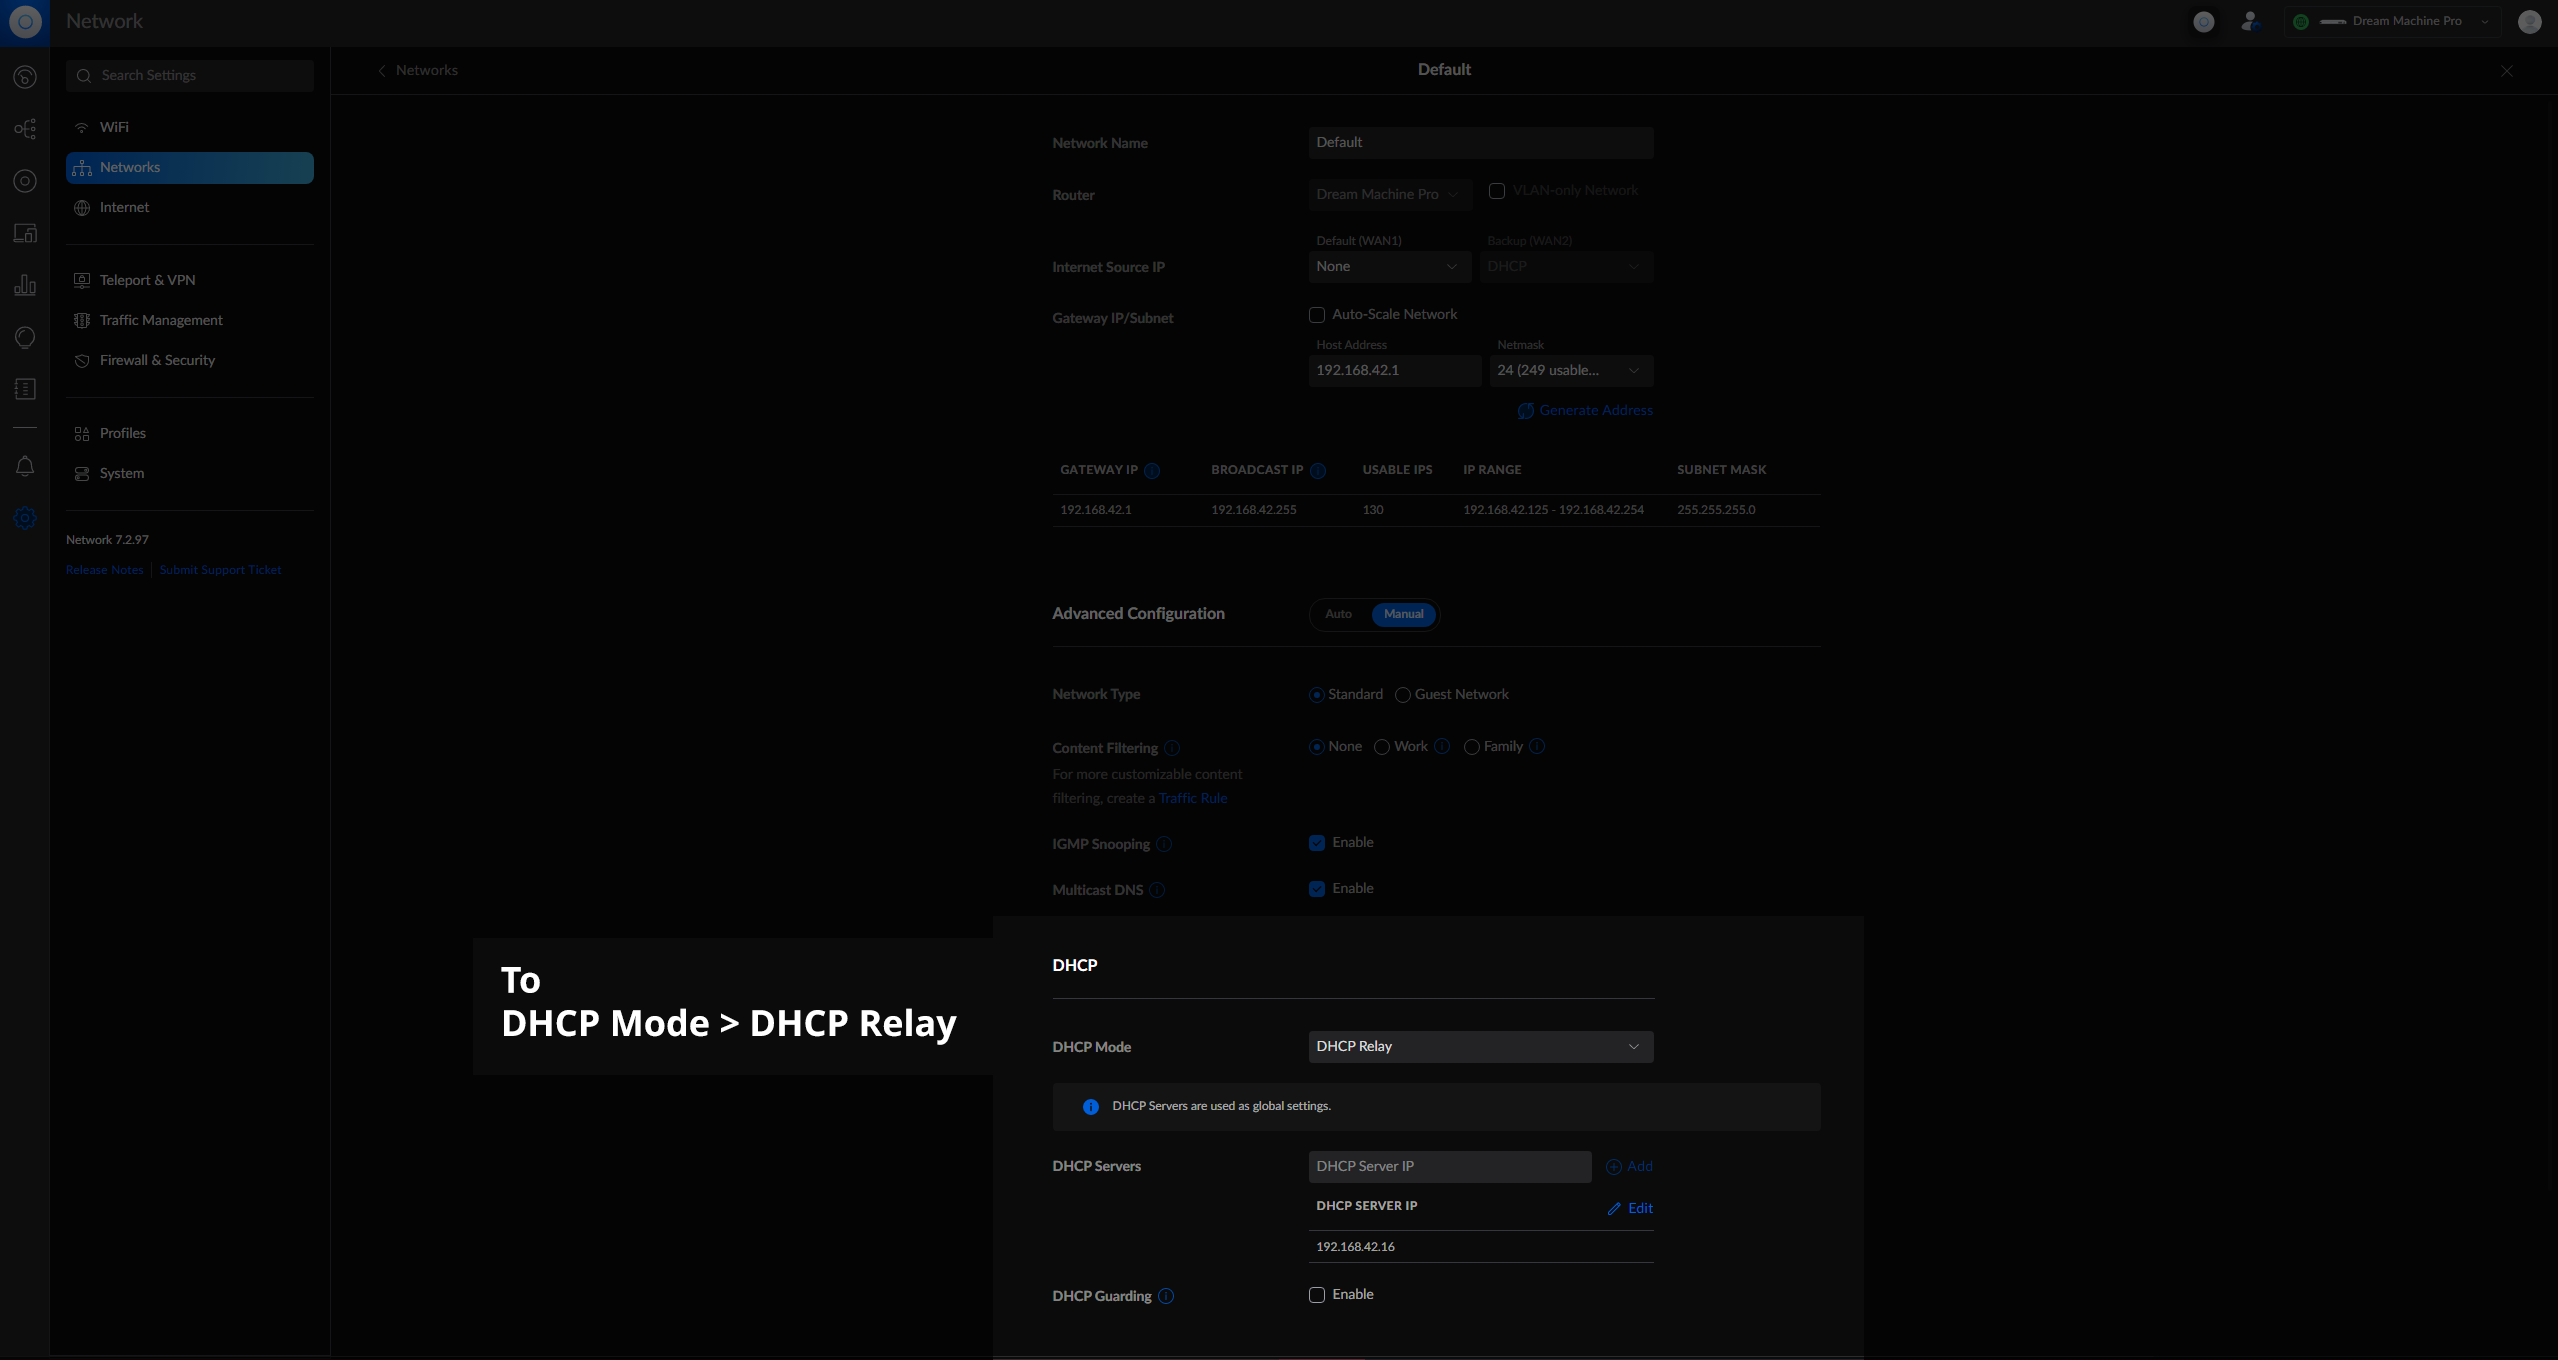 Network
Dream Machine Pro
Search Settings
WiFi
Networks
Internet
Teleport & VPN
Traffic Management
Firewall & Security
Profiles
System
Network 7.2.97
Release Notes | Submit Support Ticket
Networks
Default
Network Name
Default
Router
Dream Machine Pro
VLAN-only Network
Internet Source IP
Default (WAN1)
None
Backup (WAN2)
DHCP
Gateway IP/Subnet
Auto-Scale Network
Host Address
192.168.42.1
Netmask
24 (249 usable...
Generate Address
GATEWAY IP BROADCAST IP USABLE IPS IP RANGE SUBNET MASK
192.168.42.1 192.168.42.255 130 192.168.42.125 - 192.168.42.254 255.255.255.0
Advanced Configuration
Auto Manual
Network Type
Standard Guest Network
Content Filtering
None Work Family
For more customizable content
filtering, create a Traffic Rule
IGMP Snooping
Enable
Multicast DNS
Enable
To
DHCP Mode > DHCP Relay
DHCP
DHCP Mode
DHCP Relay
DHCP Servers are used as global settings.
DHCP Servers
DHCP Server IP
Add
DHCP SERVER IP
Edit
192.168.42.16
DHCP Guarding
Enable